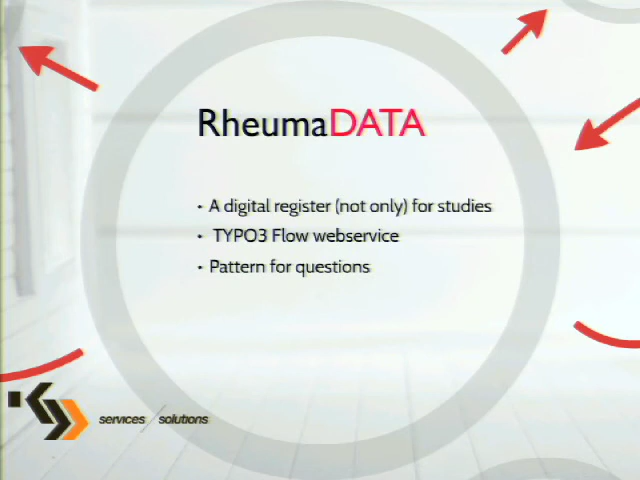 RheumaDATA
• A digital register (not only) for studies
• TYPO3 Flow webservice
• Pattern for questions
services / solutions